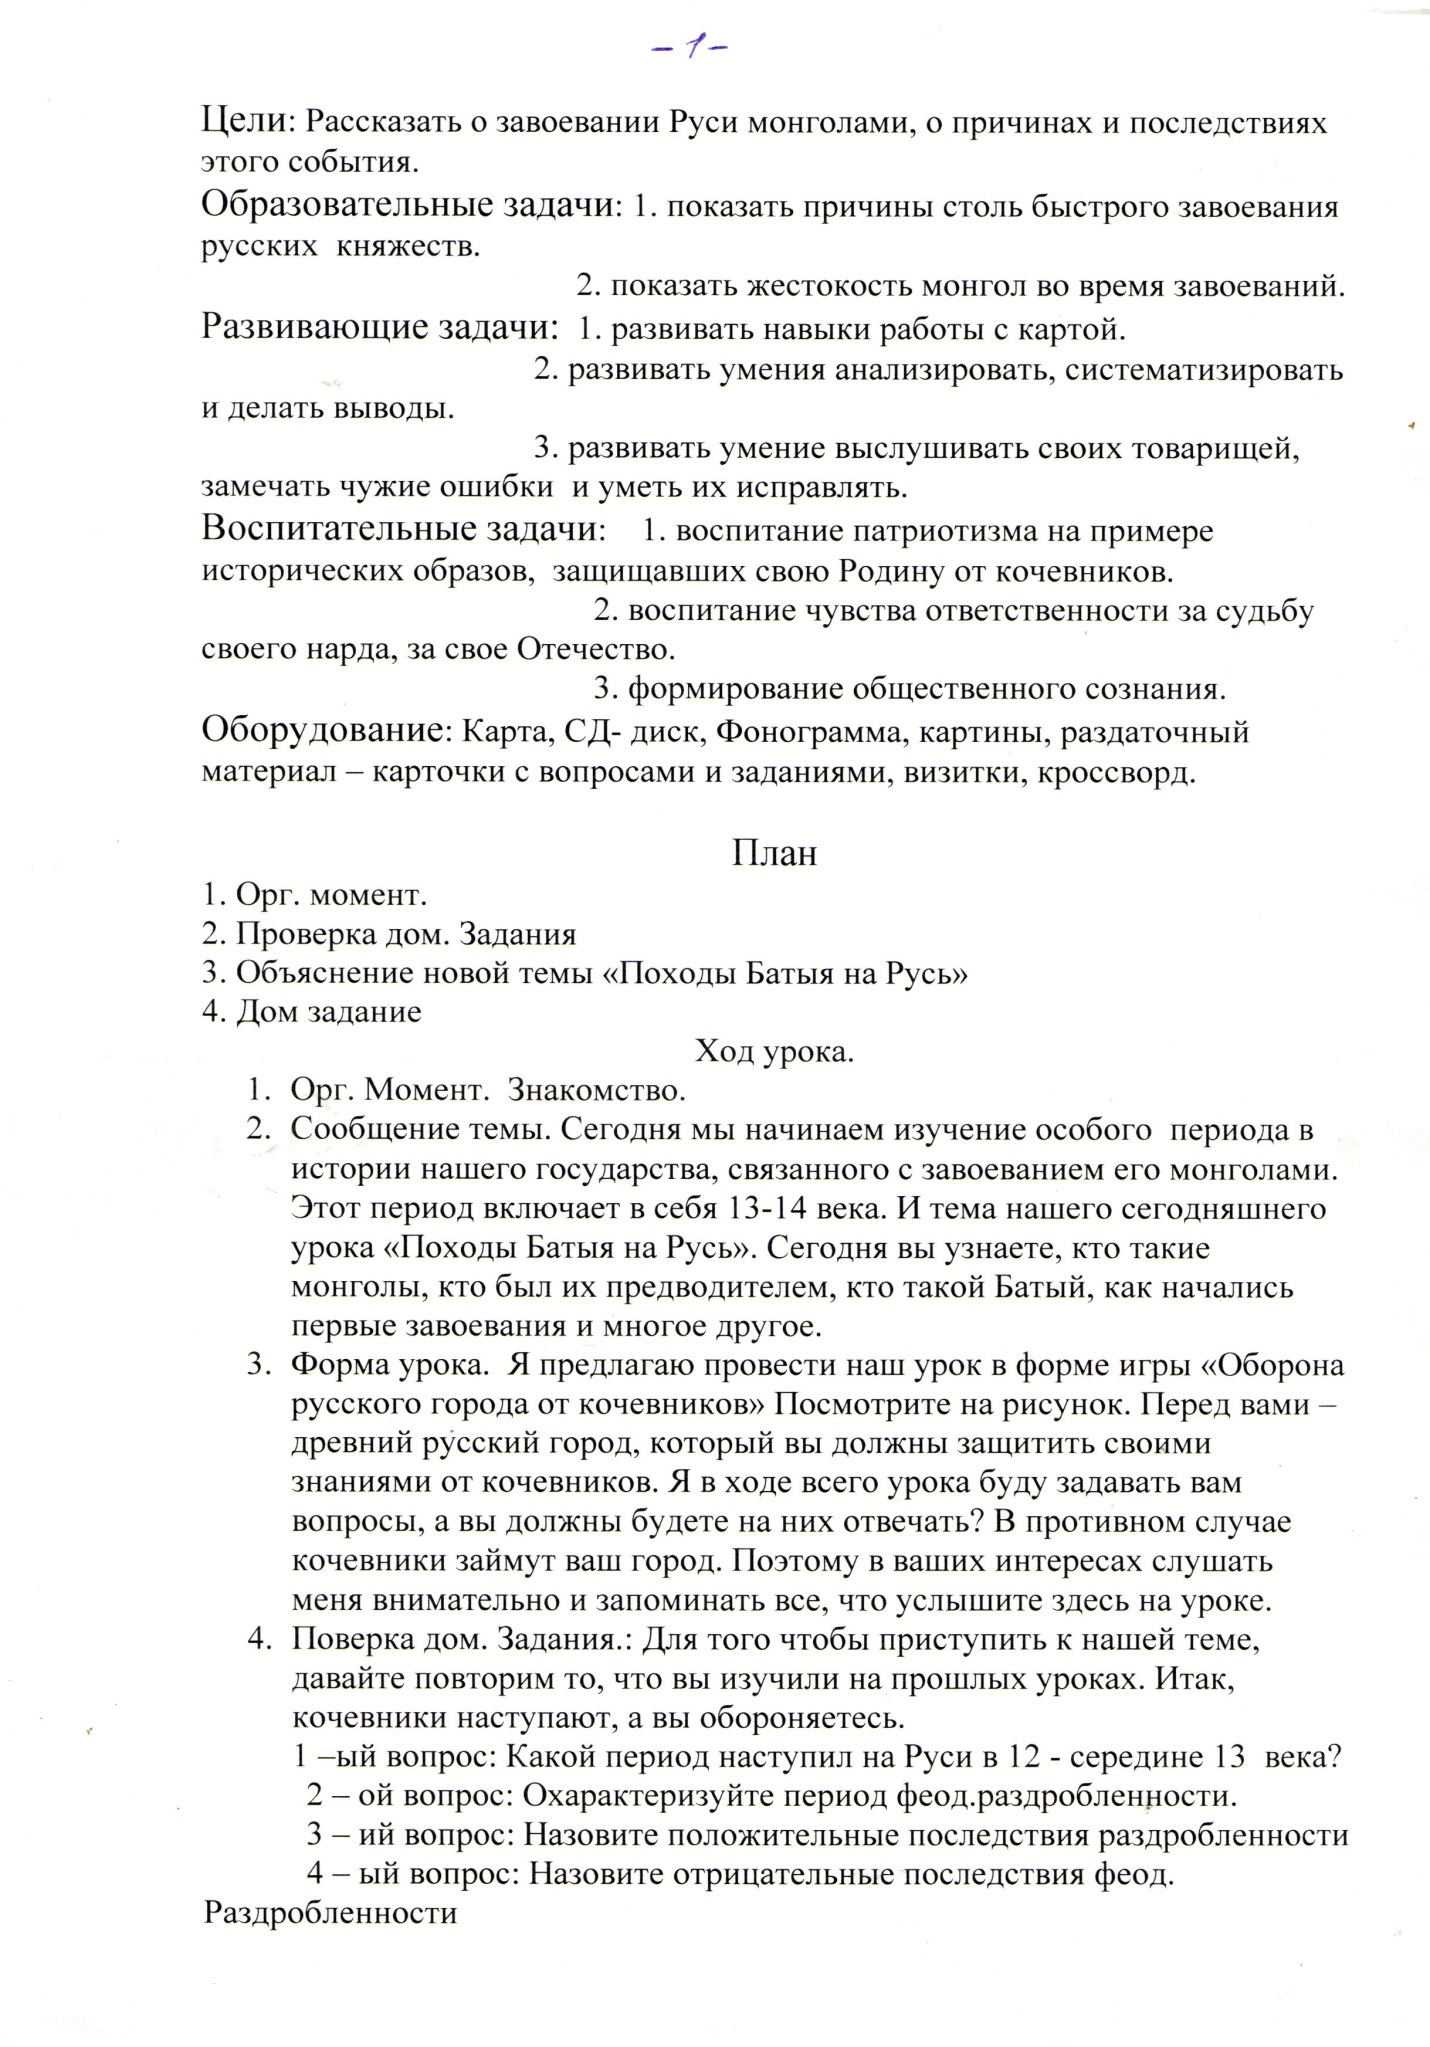 - 1 -
Цели: Рассказать о завоевании Руси монголами, о причинах и последствиях
этого события.
Образовательные задачи: 1. показать причины столь быстрого завоевания
русских княжеств.
2. показать жестокость монгол во время завоеваний.
Развивающие задачи: 1. развивать навыки работы с картой.
2. развивать умения анализировать, систематизировать
и делать выводы.
3. развивать умение выслушивать своих товарищей,
замечать чужие ошибки и уметь их исправлять.
Воспитательные задачи: 1. воспитание патриотизма на примере
исторических образов, защищавших свою Родину от кочевников.
2. воспитание чувства ответственности за судьбу
своего нарда, за свое Отечество.
3. формирование общественного сознания.
Оборудование: Карта, СД- диск, Фонограмма, картины, раздаточный
материал – карточки с вопросами и заданиями, визитки, кроссворд.
План
1. Орг. момент.
2. Проверка дом. Задания
3. Объяснение новой темы «Походы Батыя на Русь»
4. Дом задание
Ход урока.
1. Орг. Момент. Знакомство.
2. Сообщение темы. Сегодня мы начинаем изучение особого периода в
истории нашего государства, связанного с завоеванием его монголами.
Этот период включает в себя 13-14 века. И тема нашего сегодняшнего
урока «Походы Батыя на Русь». Сегодня вы узнаете, кто такие
монголы, кто был их предводителем, кто такой Батый, как начались
первые завоевания и многое другое.
3. Форма урока. Я предлагаю провести наш урок в форме игры «Оборона
русского города от кочевников» Посмотрите на рисунок. Перед вами –
древний русский город, который вы должны защитить своими
знаниями от кочевников. Я в ходе всего урока буду задавать вам
вопросы, а вы должны будете на них отвечать? В противном случае
кочевники займут ваш город. Поэтому в ваших интересах слушать
меня внимательно и запоминать все, что услышите здесь на уроке.
4. Поверка дом. Задания.: Для того чтобы приступить к нашей теме,
давайте повторим то, что вы изучили на прошлых уроках. Итак,
кочевники наступают, а вы обороняетесь.
1 –ый вопрос: Какой период наступил на Руси в 12 - середине 13 века?
2 – ой вопрос: Охарактеризуйте период феод.раздробленности.
3 – ий вопрос: Назовите положительные последствия раздробленности
4 – ый вопрос: Назовите отрицательные последствия феод.
Раздробленности